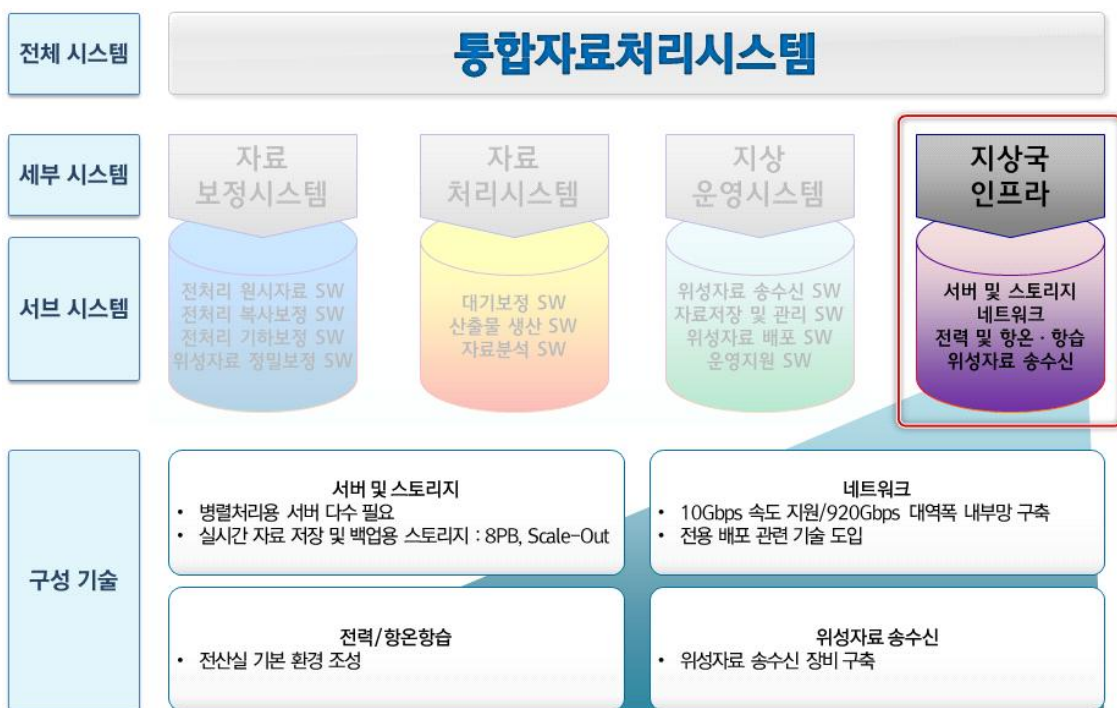 전체 시스템
통합자료처리시스템
세부 시스템
자료
보정시스템
자료
처리시스템
지상
운영시스템
지상국
인프라
서브 시스템
전처리 원시자료 SW
전처리 복사보정 SW
전처리 기하보정 SW
위성자료 정밀보정 SW
대기보정 SW
산출물 생산 SW
자료분석 SW
위성자료 송수신 SW
자료저장 및 관리 SW
위성자료 배포 SW
운영지원 SW
서버 및 스토리지
네트워크
전력 및 항온·항습
위성자료 송수신
구성 기술
서버 및 스토리지
• 병렬처리용 서버 다수 필요
• 실시간 자료 저장 및 백업용 스토리지 : 8PB, Scale-Out
네트워크
• 10Gbps 속도 지원/920Gbps 대역폭 내부망 구축
• 전용 배포 관련 기술 도입
전력/항온항습
• 전산실 기본 환경 조성
위성자료 송수신
• 위성자료 송수신 장비 구축